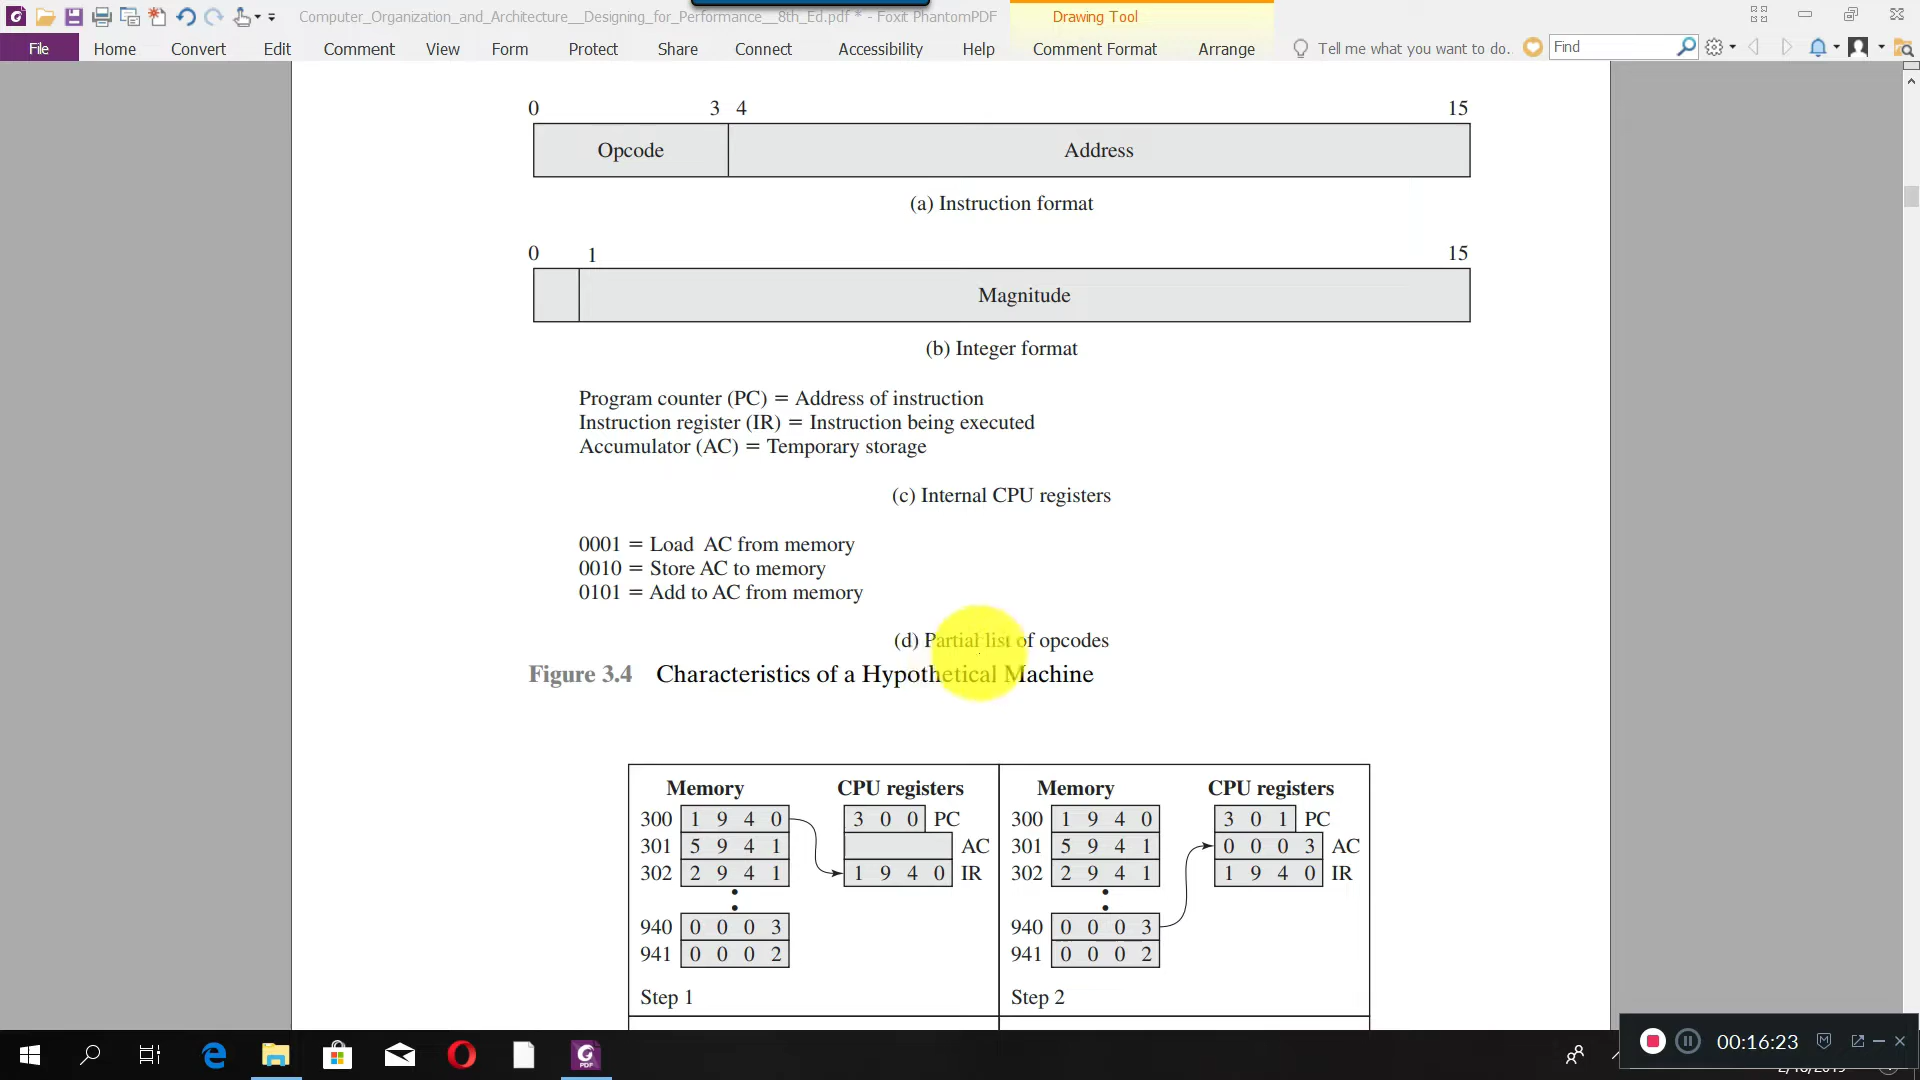 Computer_Organization_and_Architecture__Designing_for_Performance__8th_Ed.pdf * - Foxit PhantomPDF
Drawing Tool
File Home Convert Edit Form Comment View Form Protect Share Connect Accessibility Help Comment Format Arrange Tell me what you want to do.. Find
0 3 4 15
Opcode Address
(a) Instruction format
0 1 15
Magnitude
(b) Integer format
Program counter (PC) = Address of instruction
Instruction register (IR) = Instruction being executed
Accumulator (AC) = Temporary storage
(c) Internal CPU registers
0001 = Load AC from memory
0010 = Store AC to memory
0101 = Add to AC from memory
(d) Partial list of opcodes
Figure 3.4 Characteristics of a Hypothetical Machine
Memory CPU registers Memory CPU registers
300 1 9 4 0 3 0 0 PC 300 1 9 4 0 3 0 1 PC
301 5 9 4 1 AC 301 5 9 4 1 0 0 0 3 AC
302 2 9 4 1 1 9 4 0 IR 302 2 9 4 1 1 9 4 0 IR
940 0 0 0 3 940 0 0 0 3
941 0 0 0 2 941 0 0 0 2
Step 1 Step 2
00:16:23